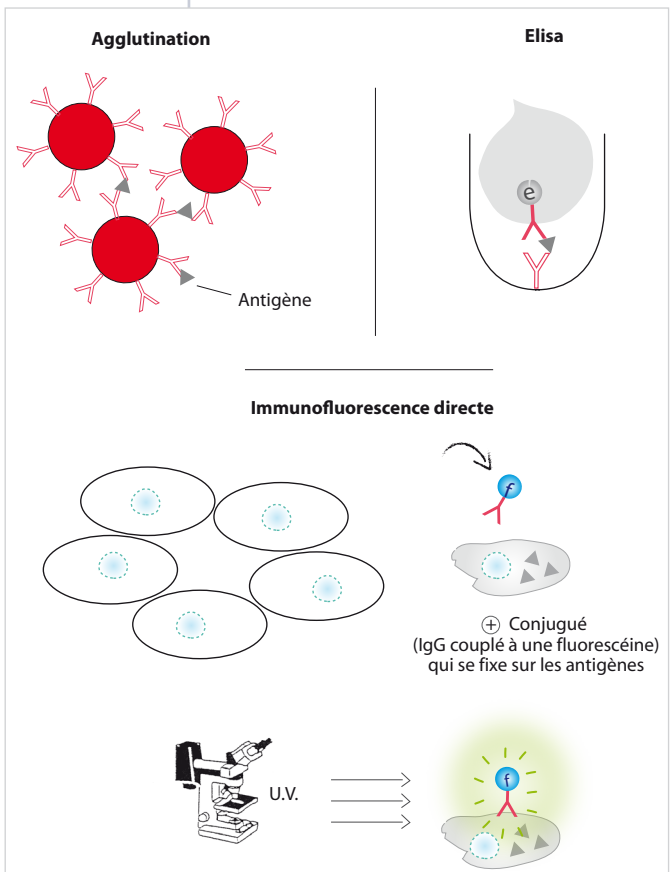 Agglutination
Elisa
e
Antigène
Immunofluorescence directe
f
+ Conjugué
(IgG couplé à une fluorescéine)
qui se fixe sur les antigènes
U.V.
f